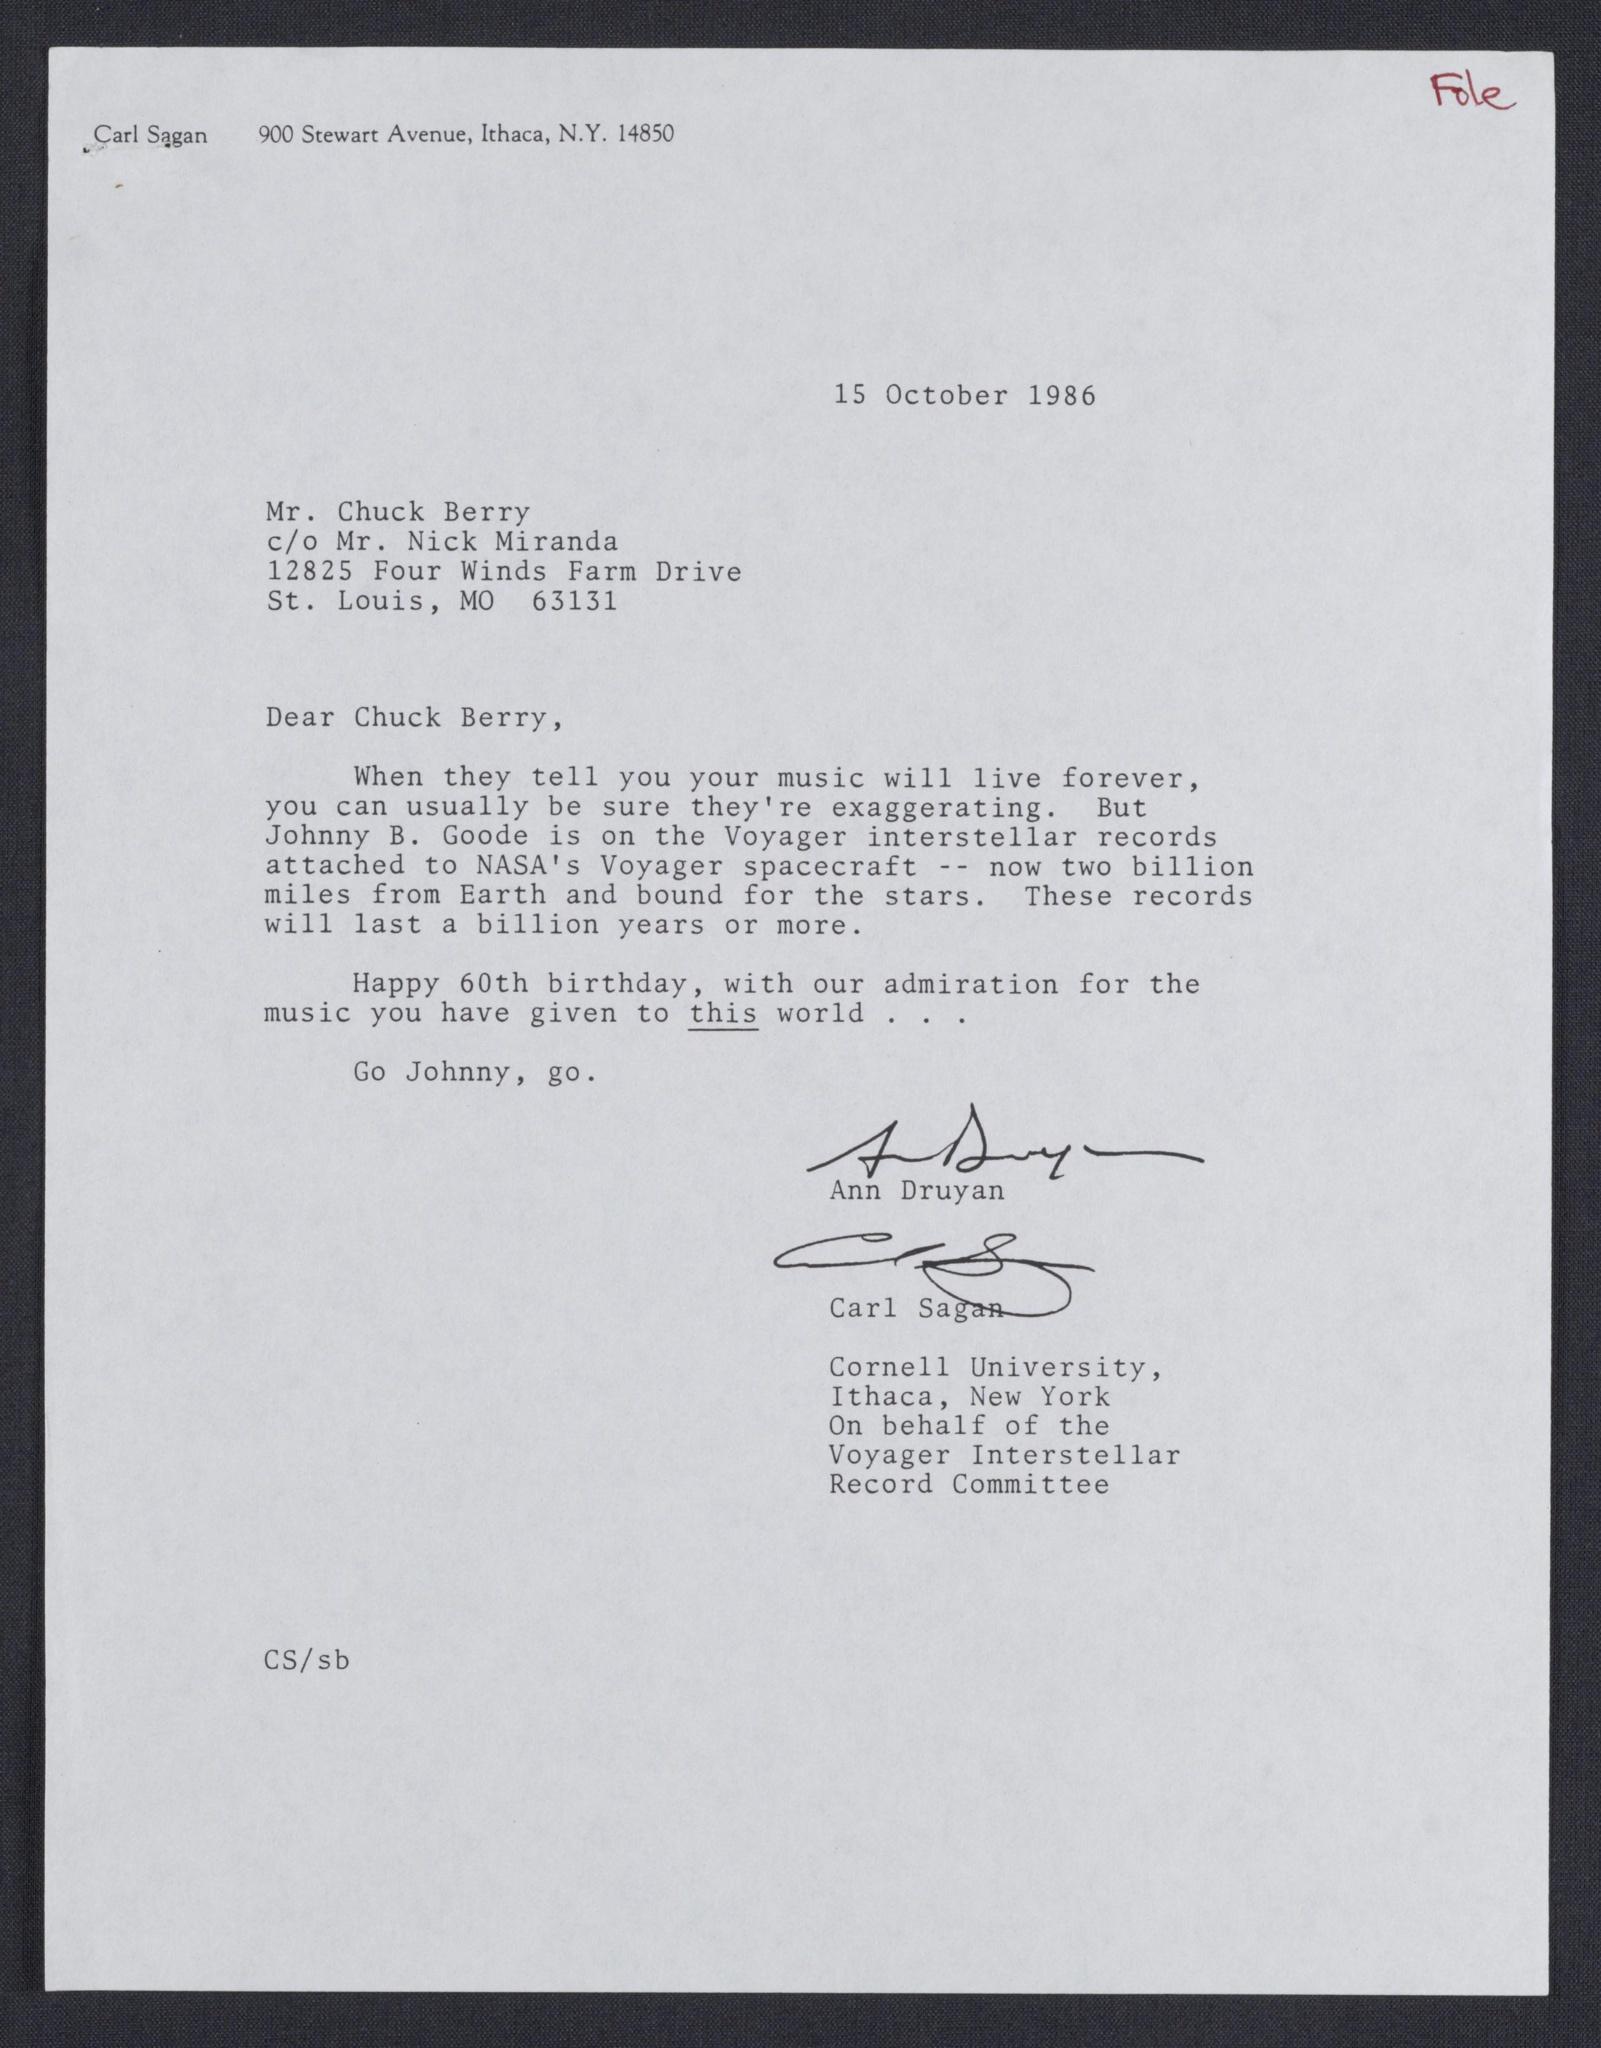 File
Carl Sagan 900 Stewart Avenue, Ithaca, N.Y. 14850
15 October 1986
Mr. Chuck Berry
c/o Mr. Nick Miranda
12825 Four Winds Farm Drive
St. Louis, MO 63131
Dear Chuck Berry,
When they tell you your music will live forever,
you can usually be sure they're exaggerating. But
Johnny B. Goode is on the Voyager interstellar records
attached to NASA's Voyager spacecraft -- now two billion
miles from Earth and bound for the stars. These records
will last a billion years or more.
Happy 60th birthday, with our admiration for the
music you have given to this world . . .
Go Johnny, go.
Ann Druyan
Ann Druyan
Carl Sagan
Carl Sagan
Cornell University,
Ithaca, New York
On behalf of the
Voyager Interstellar
Record Committee
CS/sb